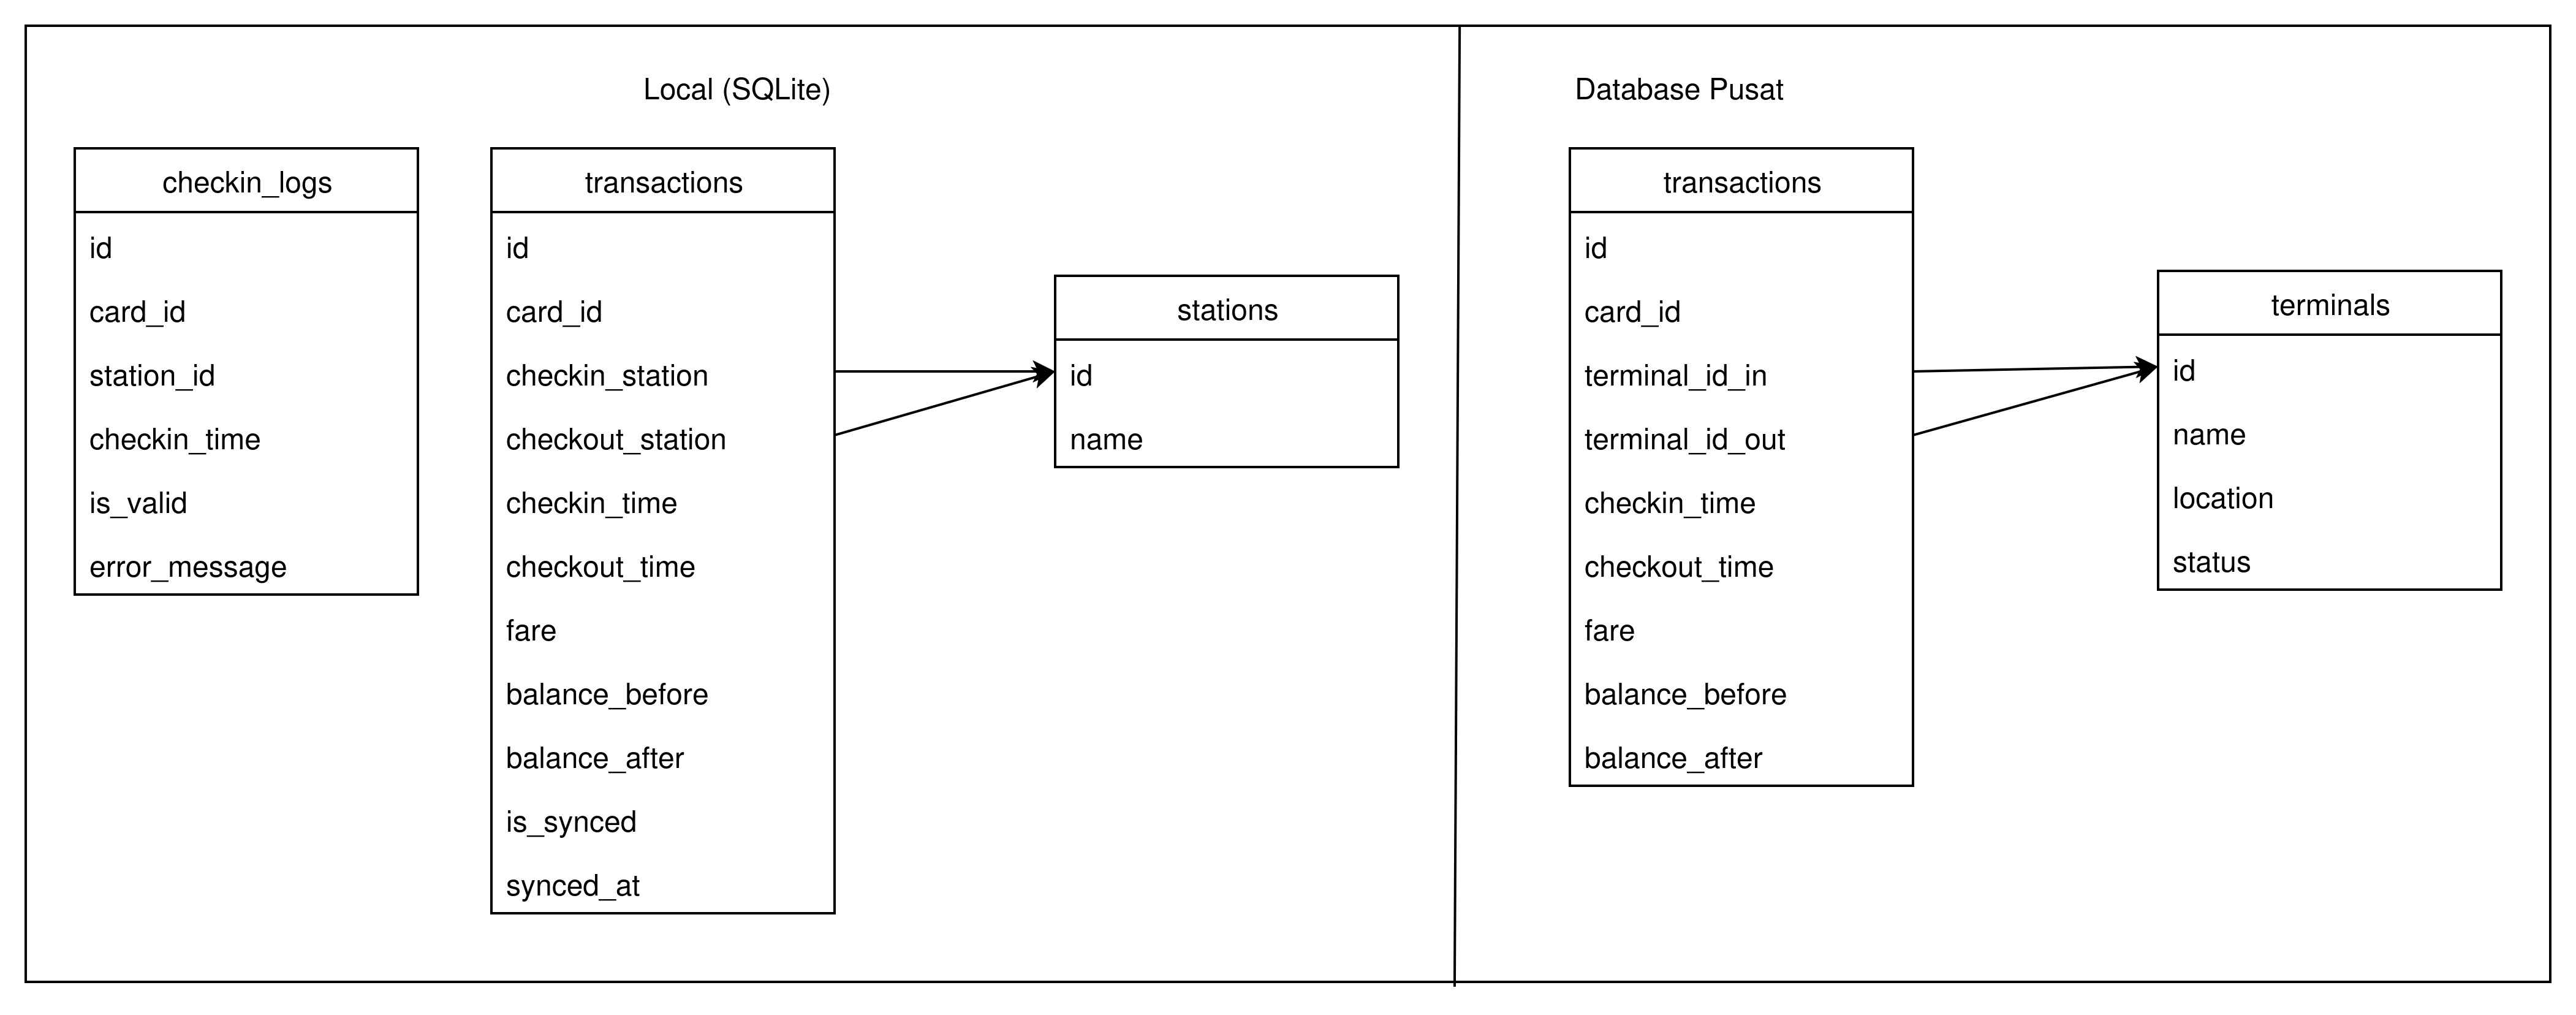 Local (SQLite)
checkin_logs
id
card_id
station_id
checkin_time
is_valid
error_message
transactions
id
card_id
checkin_station
checkout_station
checkin_time
checkout_time
fare
balance_before
balance_after
is_synced
synced_at
stations
id
name
Database Pusat
transactions
id
card_id
terminal_id_in
terminal_id_out
checkin_time
checkout_time
fare
balance_before
balance_after
terminals
id
name
location
status